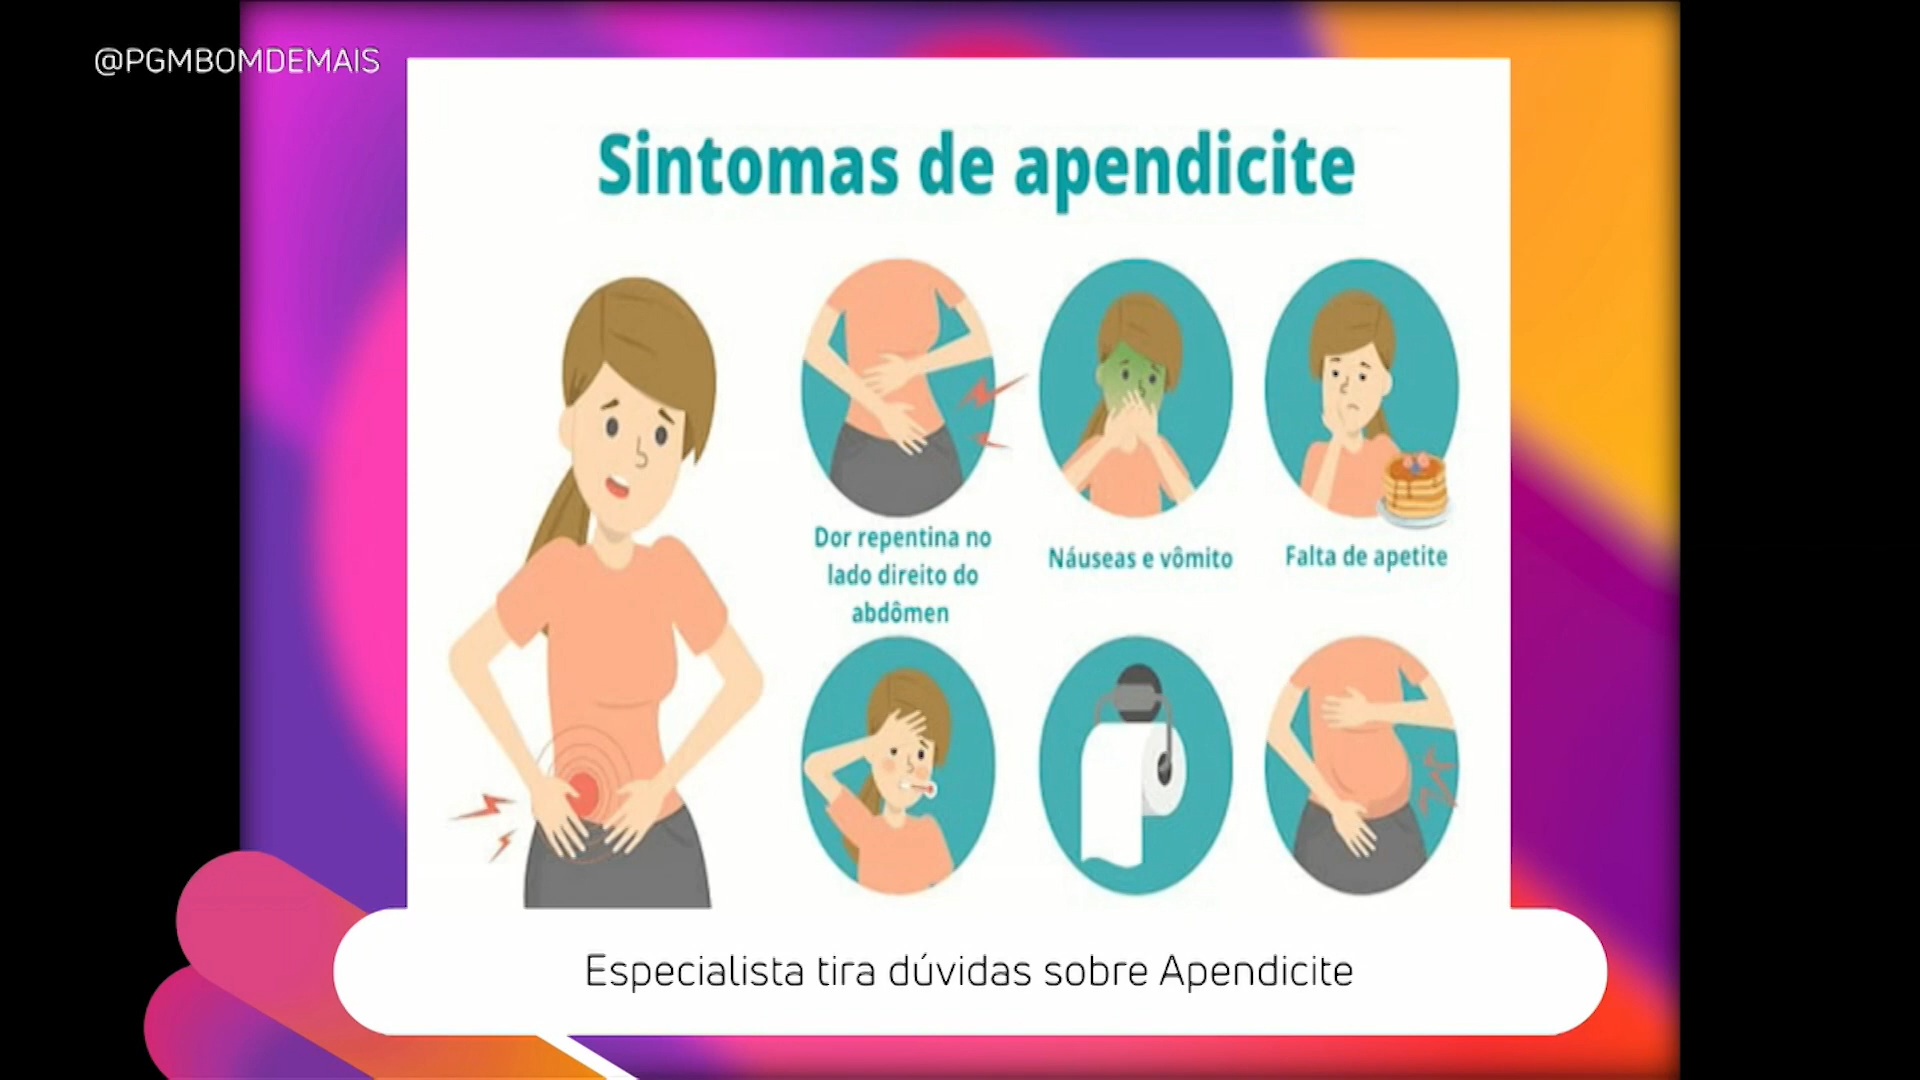 @PGMBOMDEMAIS
Sintomas de apendicite
Dor repentina no
lado direito do
abdômen
Náuseas e vômito
Falta de apetite
Especialista tira dúvidas sobre Apendicite